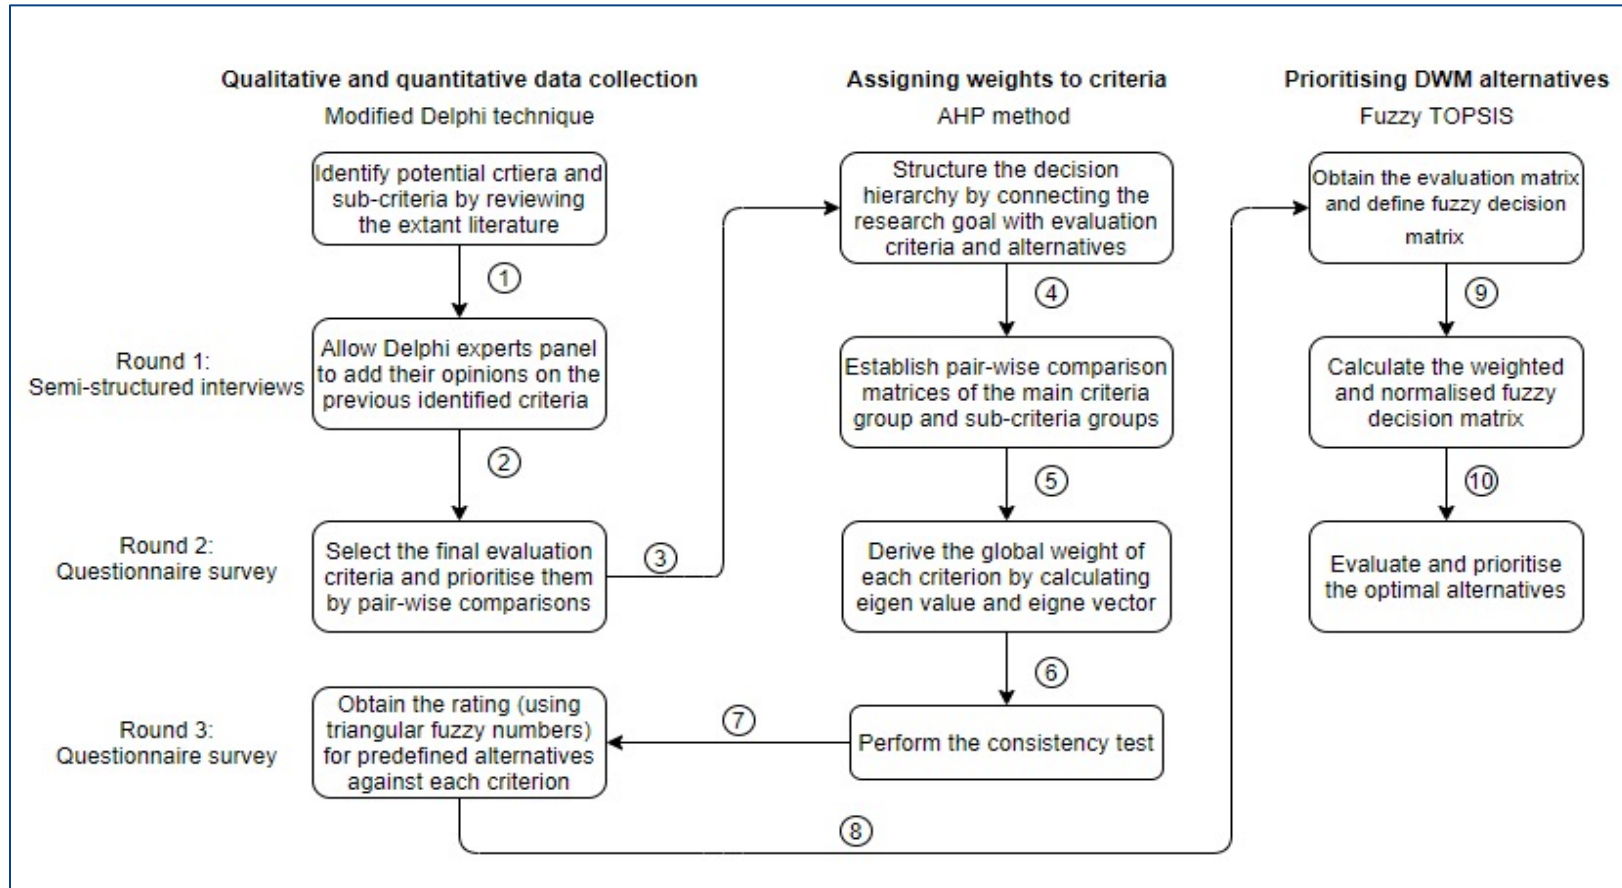 Qualitative and quantitative data collection
Modified Delphi technique
Identify potential crtiera and
sub-criteria by reviewing
the extant literature
1
Round 1:
Semi-structured interviews
Allow Delphi experts panel
to add their opinions on the
previous identified criteria
2
Round 2:
Questionnaire survey
Select the final evaluation
criteria and prioritise them
by pair-wise comparisons
3
Assigning weights to criteria
AHP method
Structure the decision
hierarchy by connecting the
research goal with evaluation
criteria and alternatives
4
Establish pair-wise comparison
matrices of the main criteria
group and sub-criteria groups
5
Derive the global weight of
each criterion by calculating
eigen value and eigne vector
6
Perform the consistency test
7
Round 3:
Questionnaire survey
Obtain the rating (using
triangular fuzzy numbers)
for predefined alternatives
against each criterion
8
Prioritising DWM alternatives
Fuzzy TOPSIS
Obtain the evaluation matrix
and define fuzzy decision
matrix
9
Calculate the weighted
and normalised fuzzy
decision matrix
10
Evaluate and prioritise
the optimal alternatives